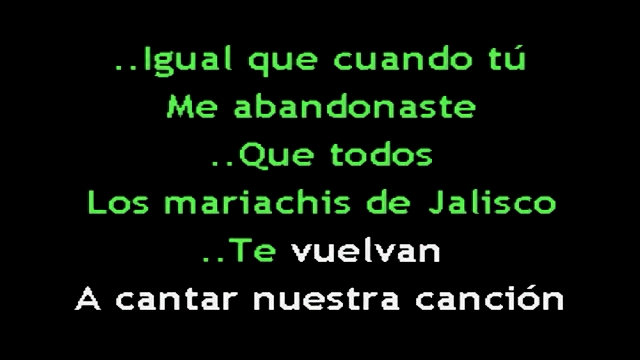 ..Igual que cuando tú
Me abandonaste
..Que todos
Los mariachis de Jalisco
..Te vuelvan
A cantar nuestra canción